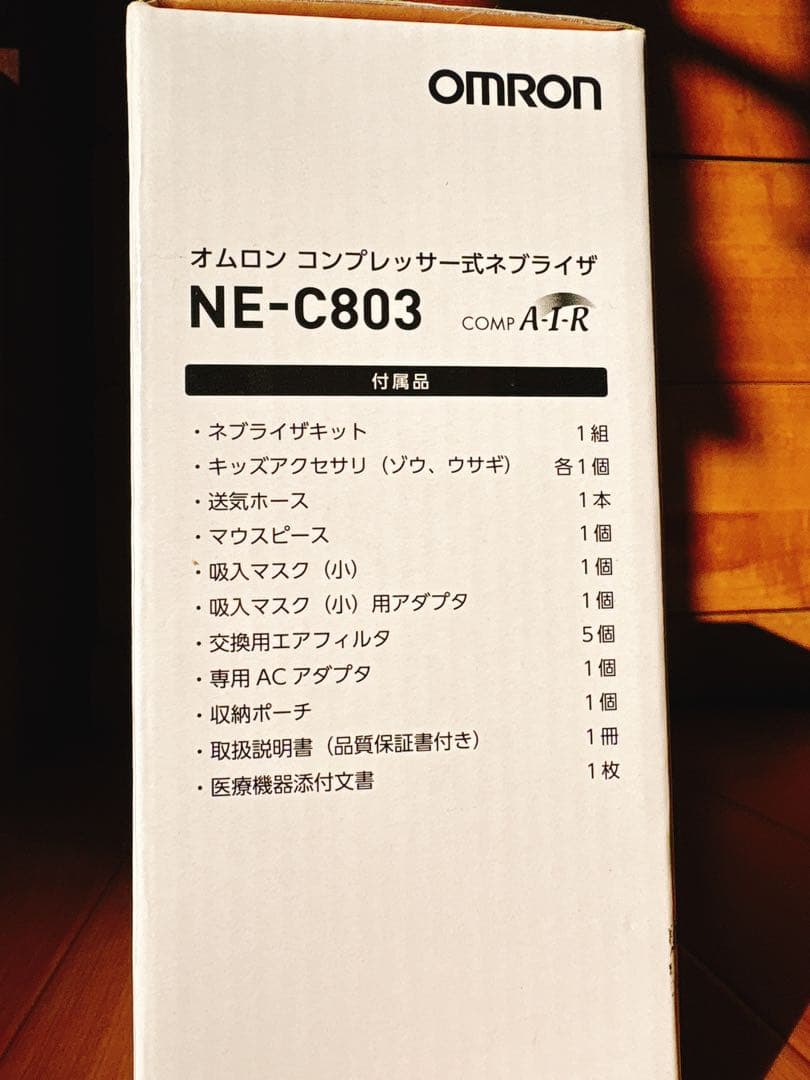 OMRON
オムロン コンプレッサー式ネブライザ
NE-C803 COMP A-I-R
付属品
・ネブライザキット 1組
・キッズアクセサリ（ゾウ、ウサギ） 各1個
・送気ホース 1本
・マウスピース 1個
・吸入マスク（小） 1個
・吸入マスク（小）用アダプタ 1個
・交換用エアフィルタ 5個
・専用ACアダプタ 1個
・収納ポーチ 1個
・取扱説明書（品質保証書付き） 1冊
・医療機器添付文書 1枚